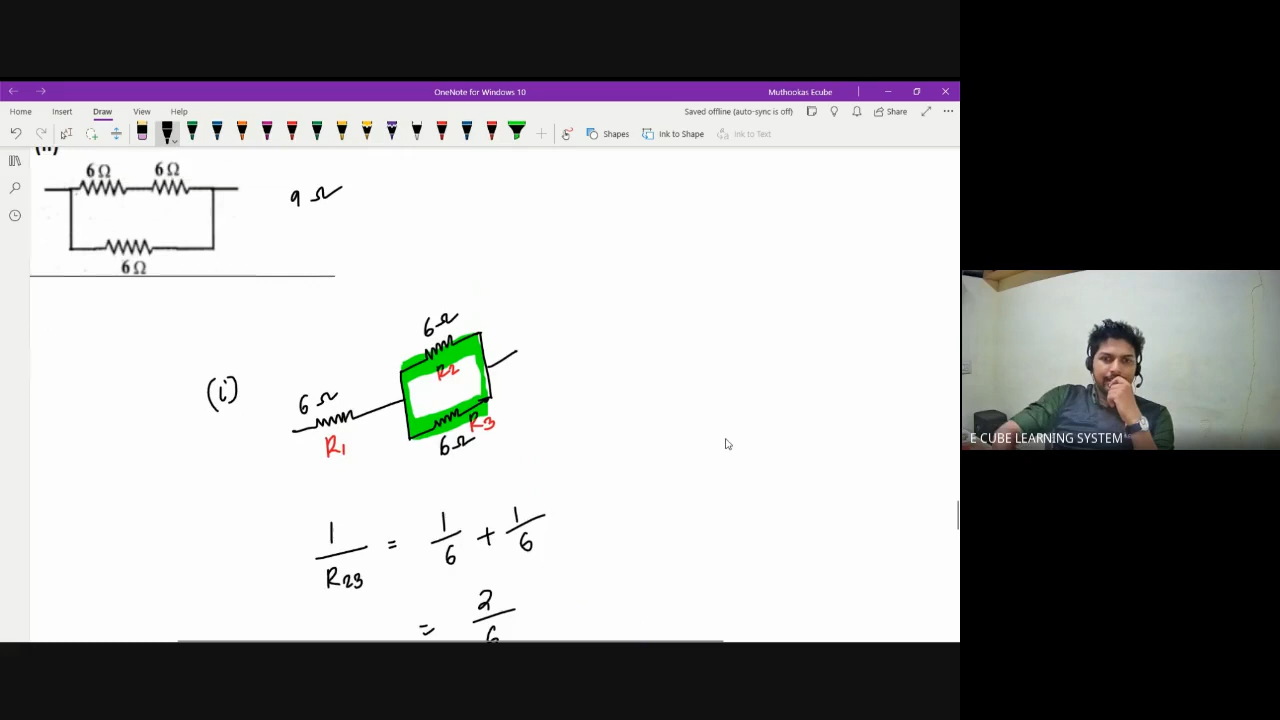 OneNote for Windows 10
Muthookas Ecube
Home Insert Draw View Help
Saved offline (auto-sync is off)
Share
Shapes
Ink to Shape
Ink to Text
(ii)
6Ω 6Ω
6Ω
9 Ω
(i)
6Ω
R1
6Ω
R2
R3
6Ω
1/R23 = 1/6 + 1/6
= 2/6
E CUBE LEARNING SYSTEM